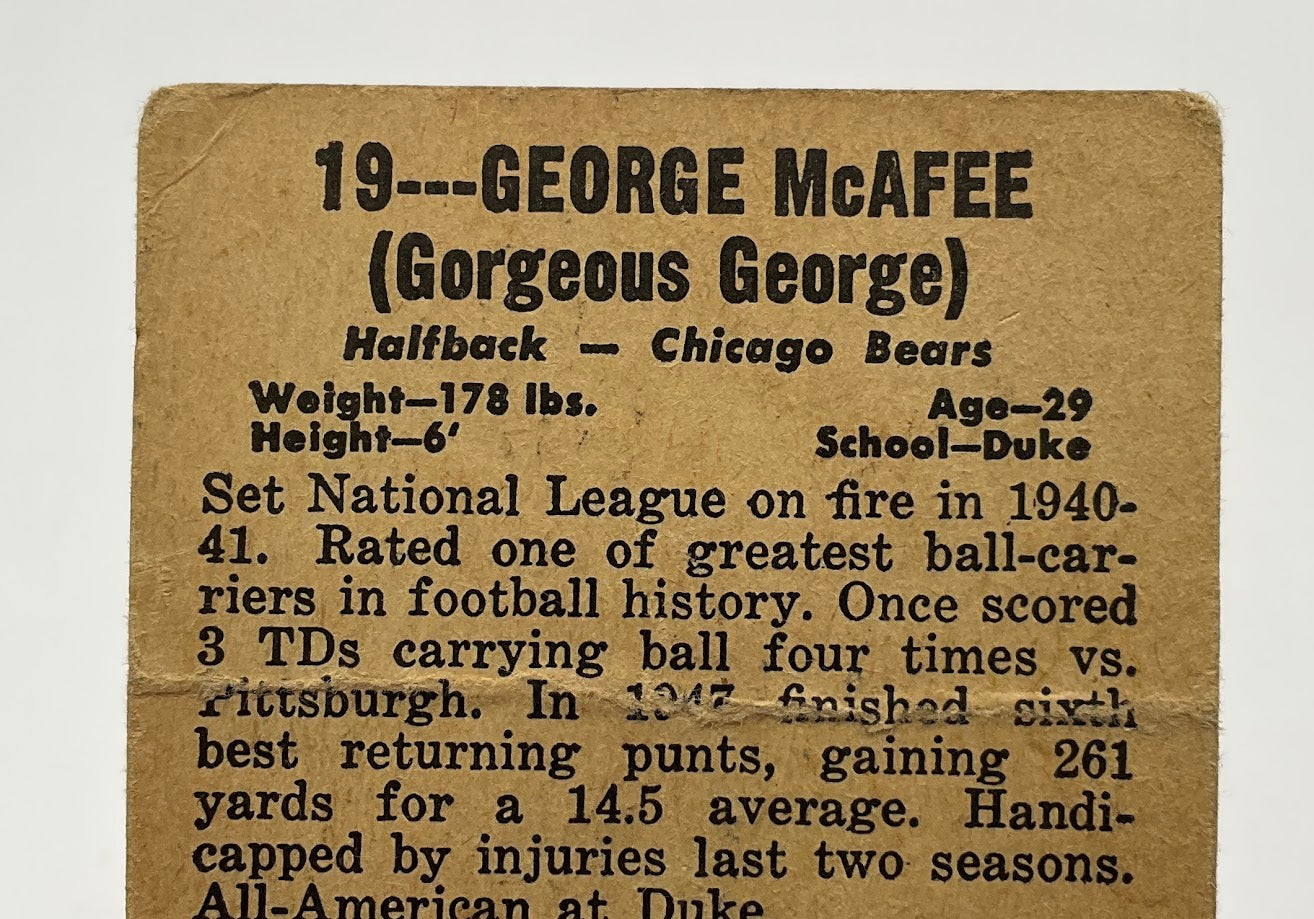 19---GEORGE McAFEE
(Gorgeous George)
Halfback — Chicago Bears
Weight—178 lbs. Age—29
Height—6' School—Duke
Set National League on fire in 1940-
41. Rated one of greatest ball-car-
riers in football history. Once scored
3 TDs carrying ball four times vs.
Pittsburgh. In 1947 finished sixth
best returning punts, gaining 261
yards for a 14.5 average. Handi-
capped by injuries last two seasons.
All-American at Duke